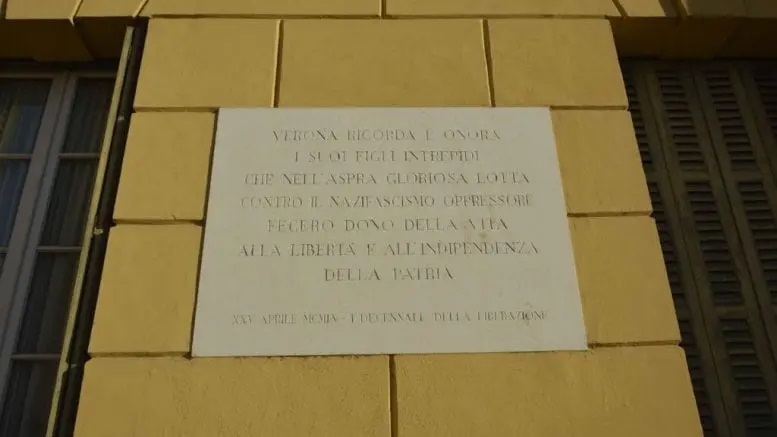 VERONA RICORDA E ONORA
I SUOI FIGLI INTREPIDI
CHE NELL'ASPRA GLORIOSA LOTTA
CONTRO IL NAZIFASCISMO OPPRESSORE
FECERO DONO DELLA VITA
ALLA LIBERTÀ E ALL'INDIPENDENZA
DELLA PATRIA
XXV APRILE MCMLV - I DECENNALE DELLA LIBERAZIONE